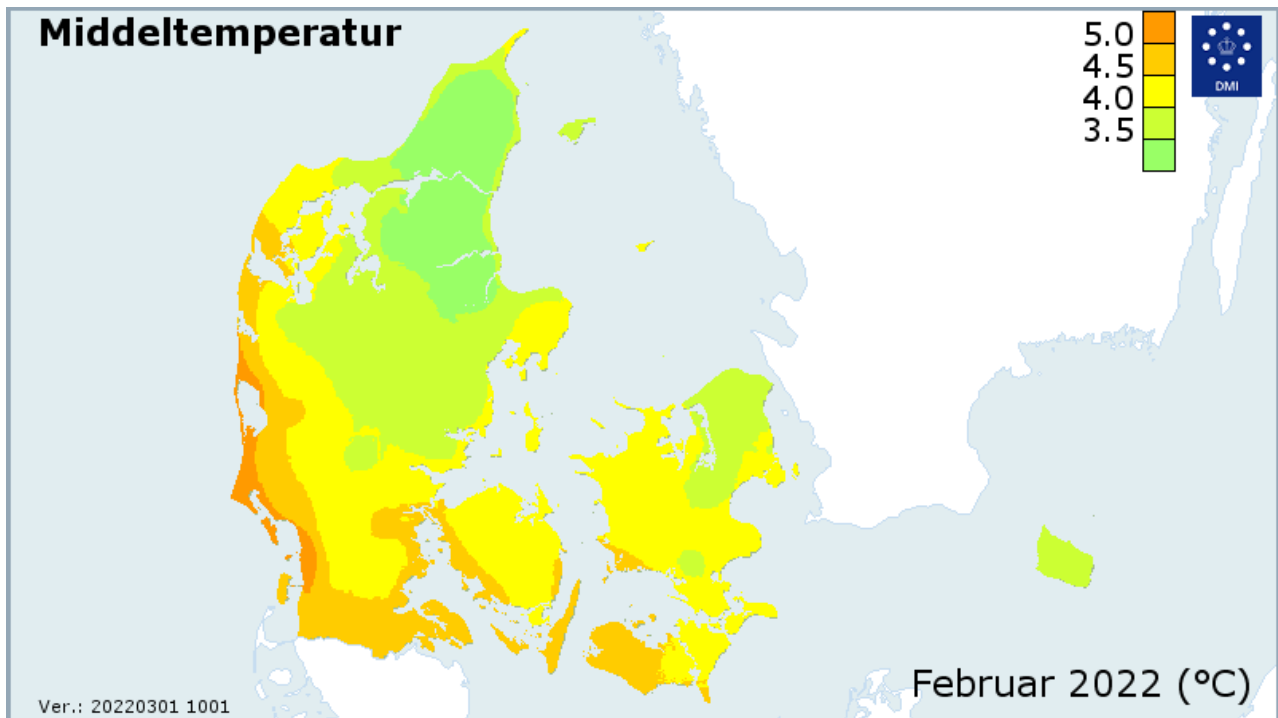 Middeltemperatur
5.0
4.5
4.0
3.5
DMI
Februar 2022 (°C)
Ver.: 20220301 1001